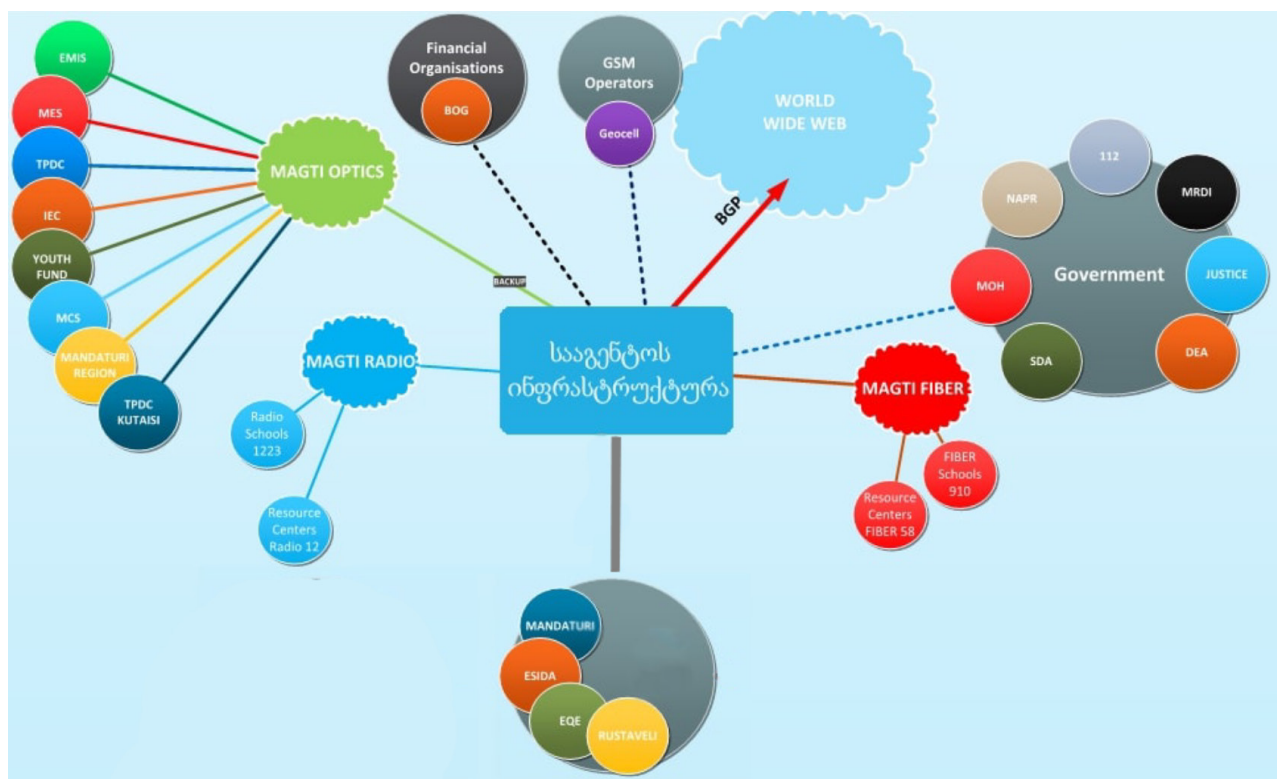 EMIS
MES
TPDC
IEC
YOUTH
FUND
MCS
MANDATURI
REGION
TPDC
KUTAISI
MAGTI OPTICS
BACKUP
Financial
Organisations
BOG
GSM
Operators
Geocell
WORLD
WIDE WEB
BGP
112
NAPR
MRDI
MOH
Government
JUSTICE
SDA
DEA
სააგენტოს
ინფრასტრუქტურა
MAGTI RADIO
Radio
Schools
1223
Resource
Centers
Radio 12
MAGTI FIBER
FIBER
Schools
910
Resource
Centers
FIBER 58
MANDATURI
ESIDA
EQE
RUSTAVELI